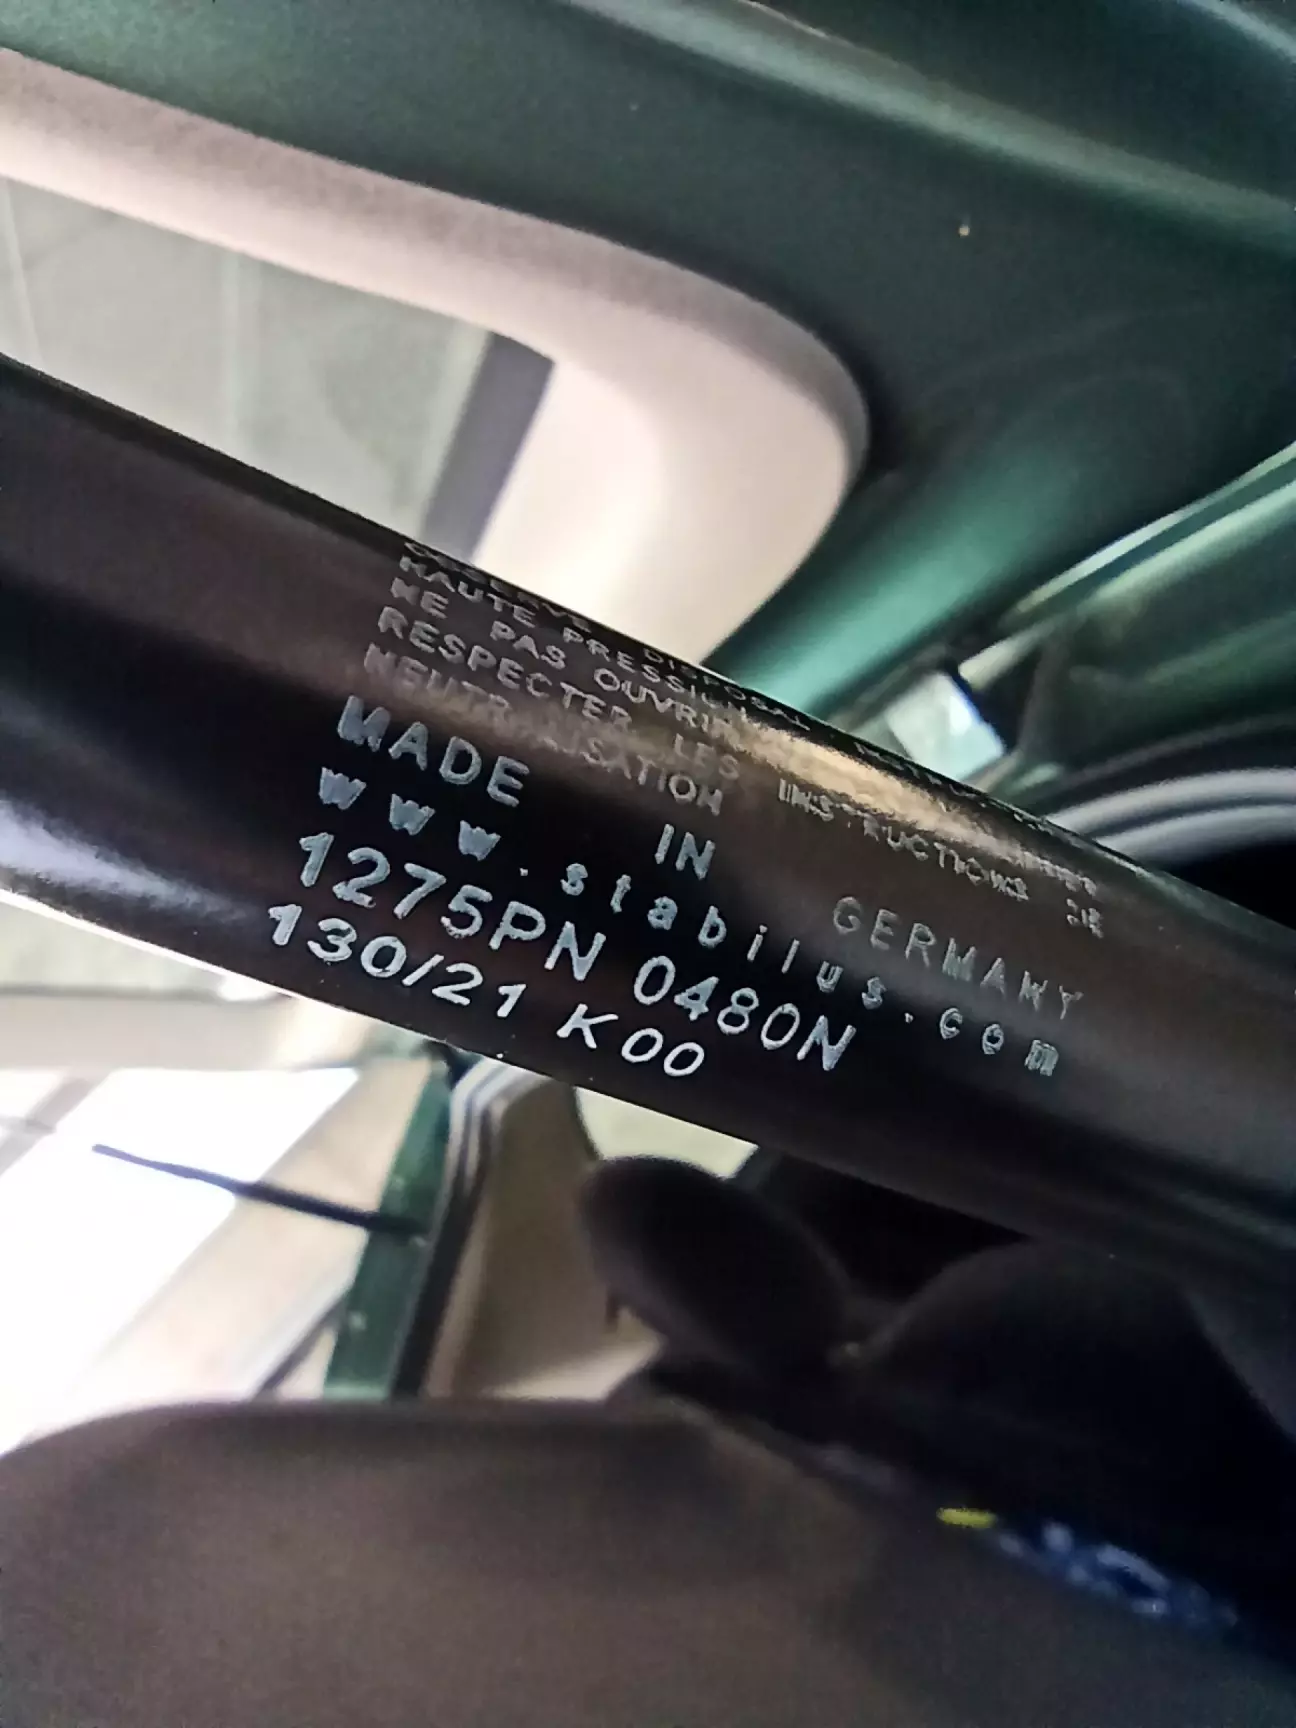 HAUTE PRESSION
NE PAS OUVRIR
RESPECTER LES INSTRUCTIONS DE
NEUTRALISATION
MADE IN GERMANY
www.stabilus.com
1275PN 0480N
130/21 K00